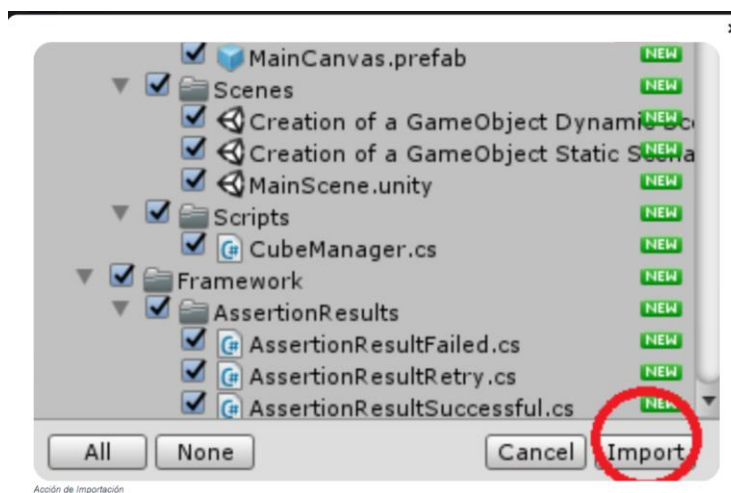 MainCanvas.prefab NEW
Scenes NEW
Creation of a GameObject Dynami NEW
Creation of a GameObject Static NEW
MainScene.unity NEW
Scripts NEW
CubeManager.cs NEW
Framework NEW
AssertionResults NEW
AssertionResultFailed.cs NEW
AssertionResultRetry.cs NEW
AssertionResultSuccessful.cs NEW
All None Cancel Import
Acción de Importación